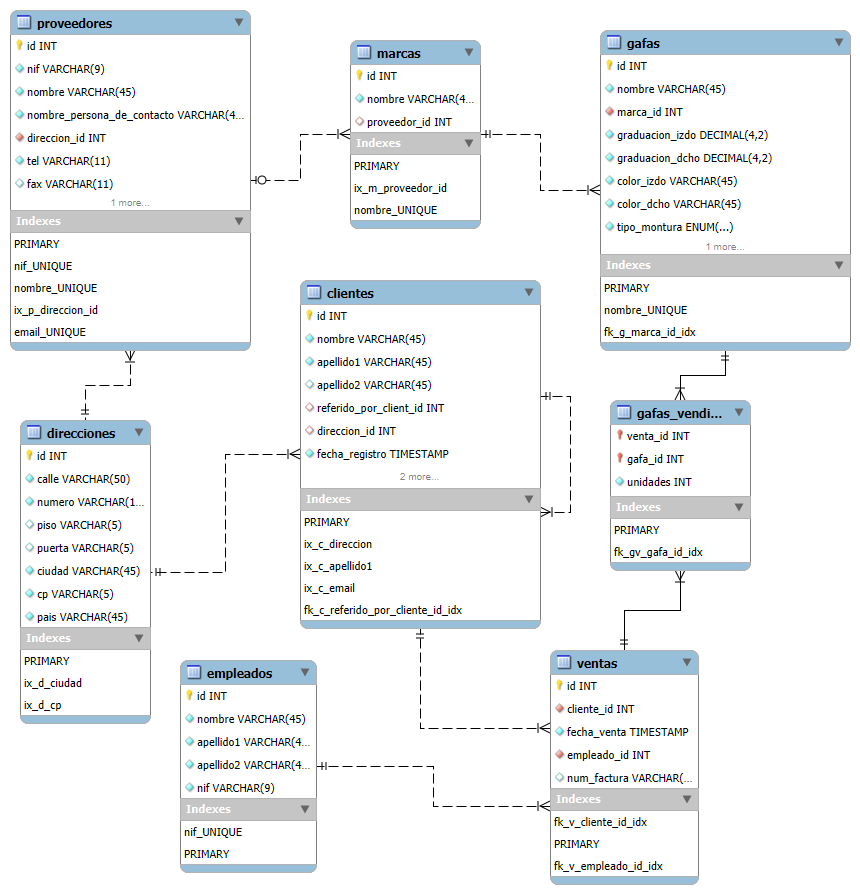 proveedores
id INT
nif VARCHAR(9)
nombre VARCHAR(45)
nombre_persona_de_contacto VARCHAR(4...
direccion_id INT
tel VARCHAR(11)
fax VARCHAR(11)
1 more...
Indexes
PRIMARY
nif_UNIQUE
nombre_UNIQUE
ix_p_direccion_id
email_UNIQUE
marcas
id INT
nombre VARCHAR(4...
proveedor_id INT
Indexes
PRIMARY
ix_m_proveedor_id
nombre_UNIQUE
gafas
id INT
nombre VARCHAR(45)
marca_id INT
graduacion_izdo DECIMAL(4,2)
graduacion_dcho DECIMAL(4,2)
color_izdo VARCHAR(45)
color_dcho VARCHAR(45)
tipo_montura ENUM(...)
1 more...
Indexes
PRIMARY
nombre_UNIQUE
fk_g_marca_id_idx
clientes
id INT
nombre VARCHAR(45)
apellido1 VARCHAR(45)
apellido2 VARCHAR(45)
referido_por_client_id INT
direccion_id INT
fecha_registro TIMESTAMP
2 more...
Indexes
PRIMARY
ix_c_direccion
ix_c_apellido1
ix_c_email
fk_c_referido_por_cliente_id_idx
gafas_vendi...
venta_id INT
gafa_id INT
unidades INT
Indexes
PRIMARY
fk_gv_gafa_id_idx
direcciones
id INT
calle VARCHAR(50)
numero VARCHAR(1...
piso VARCHAR(5)
puerta VARCHAR(5)
ciudad VARCHAR(45)
cp VARCHAR(5)
pais VARCHAR(45)
Indexes
PRIMARY
ix_d_ciudad
ix_d_cp
empleados
id INT
nombre VARCHAR(45)
apellido1 VARCHAR(4...
apellido2 VARCHAR(4...
nif VARCHAR(9)
Indexes
nif_UNIQUE
PRIMARY
ventas
id INT
cliente_id INT
fecha_venta TIMESTAMP
empleado_id INT
num_factura VARCHAR(...
Indexes
fk_v_cliente_id_idx
PRIMARY
fk_v_empleado_id_idx